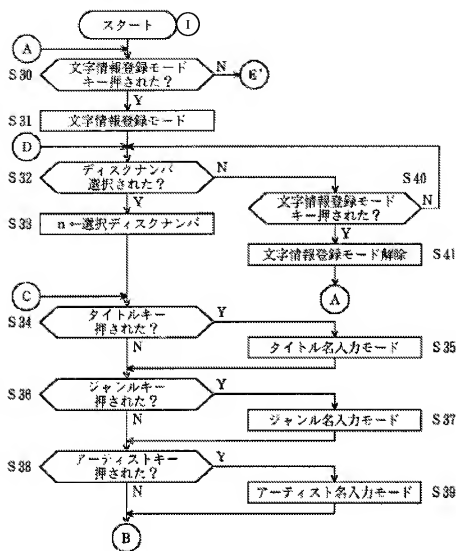 スタート
I
A
S30
文字情報登録モード
キー押された？
N
E'
Y
S31
文字情報登録モード
D
S32
ディスクナンバ
選択された？
N
S40
文字情報登録モード
キー押された？
N
Y
Y
S33
n←選択ディスクナンバ
文字情報登録モード解除
S41
A
C
S34
タイトルキー
押された？
Y
N
タイトル名入力モード
S35
S36
ジャンルキー
押された？
Y
N
ジャンル名入力モード
S37
S38
アーティストキー
押された？
Y
N
アーティスト名入力モード
S39
B